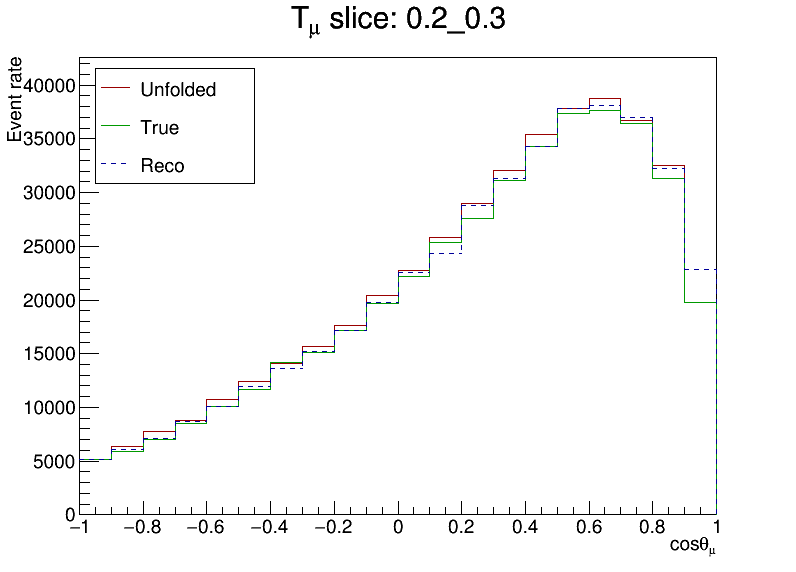 Tμ slice: 0.2_0.3
Event rate
Unfolded
True
Reco
40000
35000
30000
25000
20000
15000
10000
5000
0
−1 −0.8 −0.6 −0.4 −0.2 0 0.2 0.4 0.6 0.8 1
cosθμ